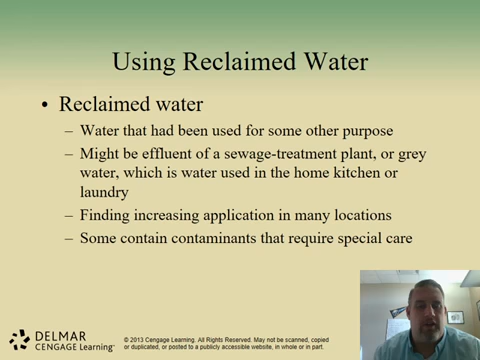 Using Reclaimed Water
• Reclaimed water
– Water that had been used for some other purpose
– Might be effluent of a sewage-treatment plant, or grey
water, which is water used in the home kitchen or
laundry
– Finding increasing application in many locations
– Some contain contaminants that require special care
DELMAR
CENGAGE Learning™
© 2013 Cengage Learning. All Rights Reserved. May not be scanned, copied
or duplicated, or posted to a publicly accessible website, in whole or in part.